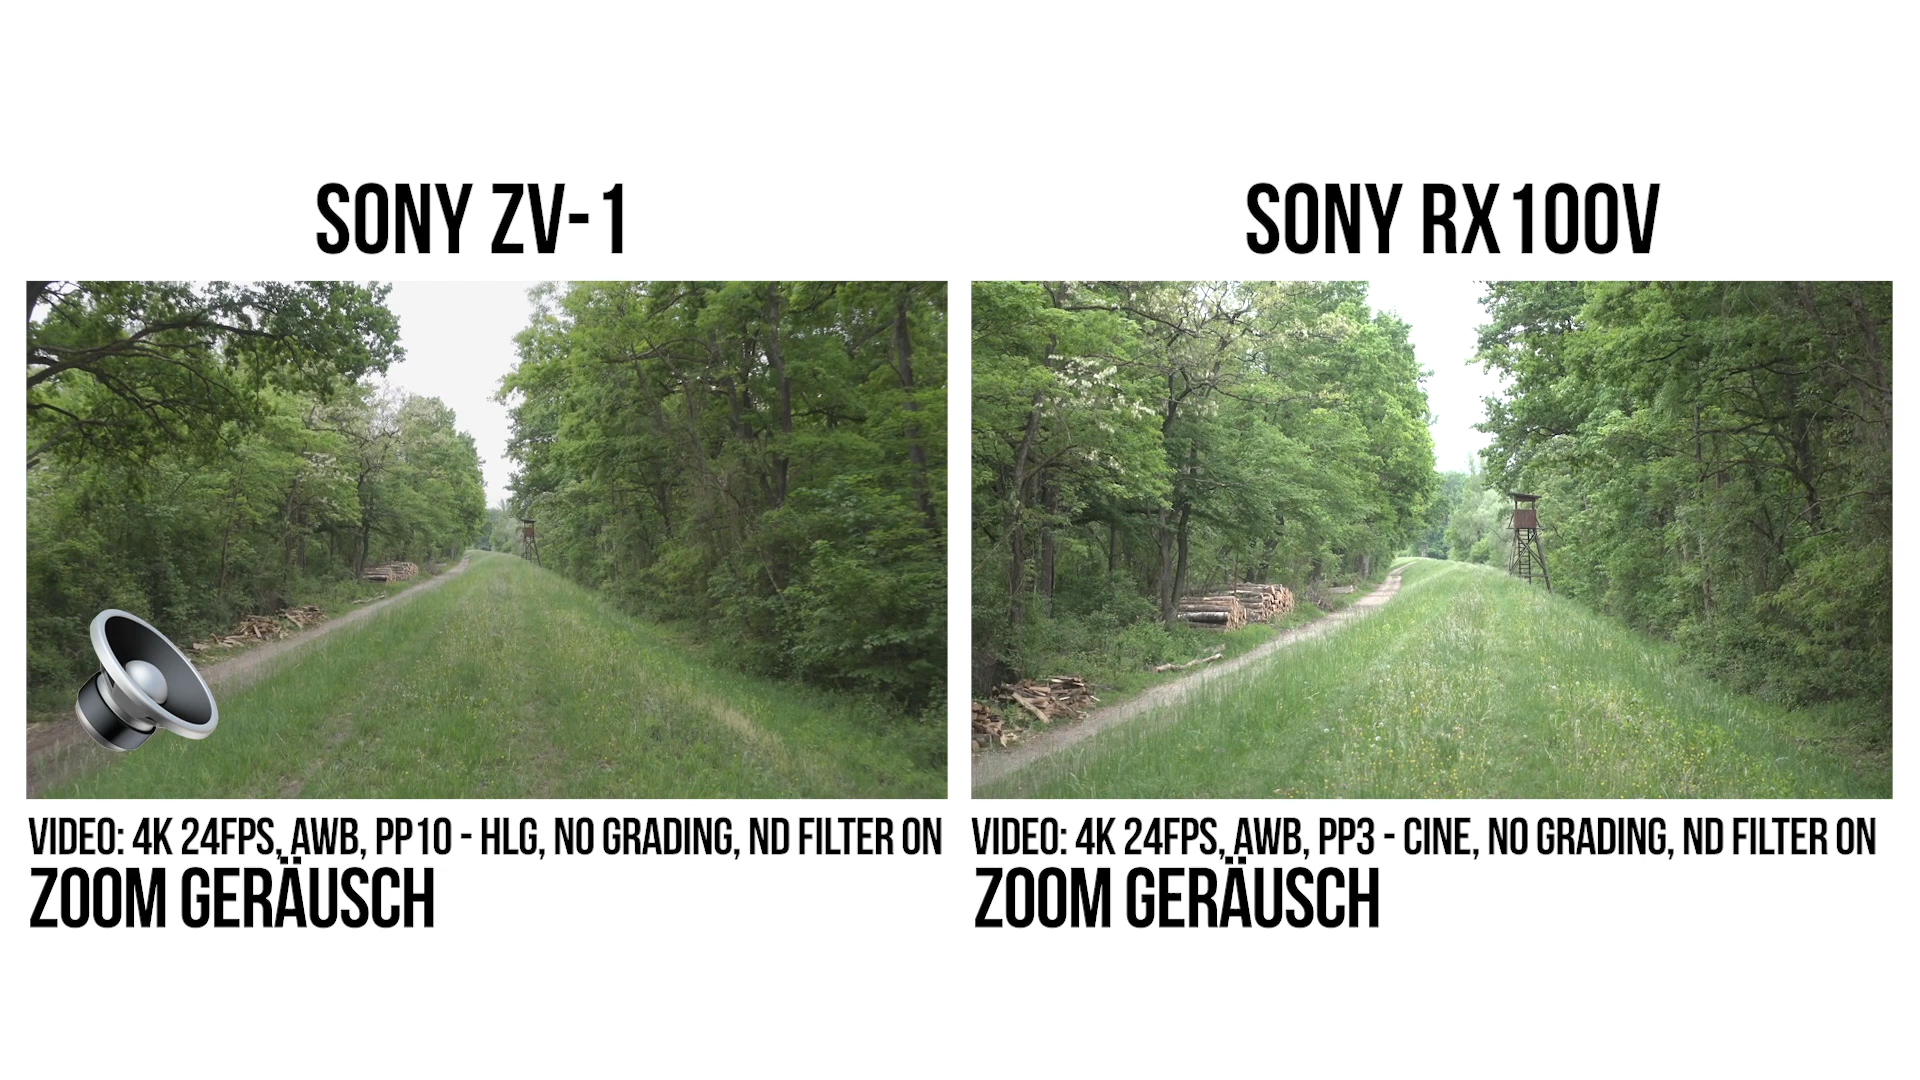 SONY ZV-1
SONY RX100V
VIDEO: 4K 24FPS, AWB, PP10 - HLG, NO GRADING, ND FILTER ON
ZOOM GERÄUSCH
VIDEO: 4K 24FPS, AWB, PP3 - CINE, NO GRADING, ND FILTER ON
ZOOM GERÄUSCH